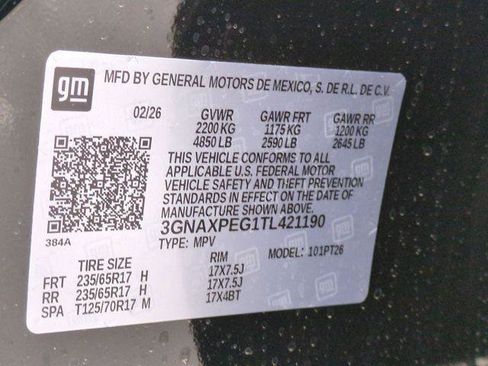 gm
MFD BY GENERAL MOTORS DE MEXICO, S. DE R.L. DE C.V.
02/26 GVWR GAWR FRT GAWR RR
2200 KG 1175 KG 1200 KG
4850 LB 2590 LB 2645 LB
THIS VEHICLE CONFORMS TO ALL
APPLICABLE U.S. FEDERAL MOTOR
VEHICLE SAFETY AND THEFT PREVENTION
STANDARDS IN EFFECT ON THE DATE OF
MANUFACTURE SHOWN ABOVE.
384A
3GNAXPEG1TL421190
TYPE: MPV MODEL: 101PT26
TIRE SIZE RIM
FRT 235/65R17 H 17X7.5J
RR 235/65R17 H 17X7.5J
SPA T125/70R17 M 17X4BT